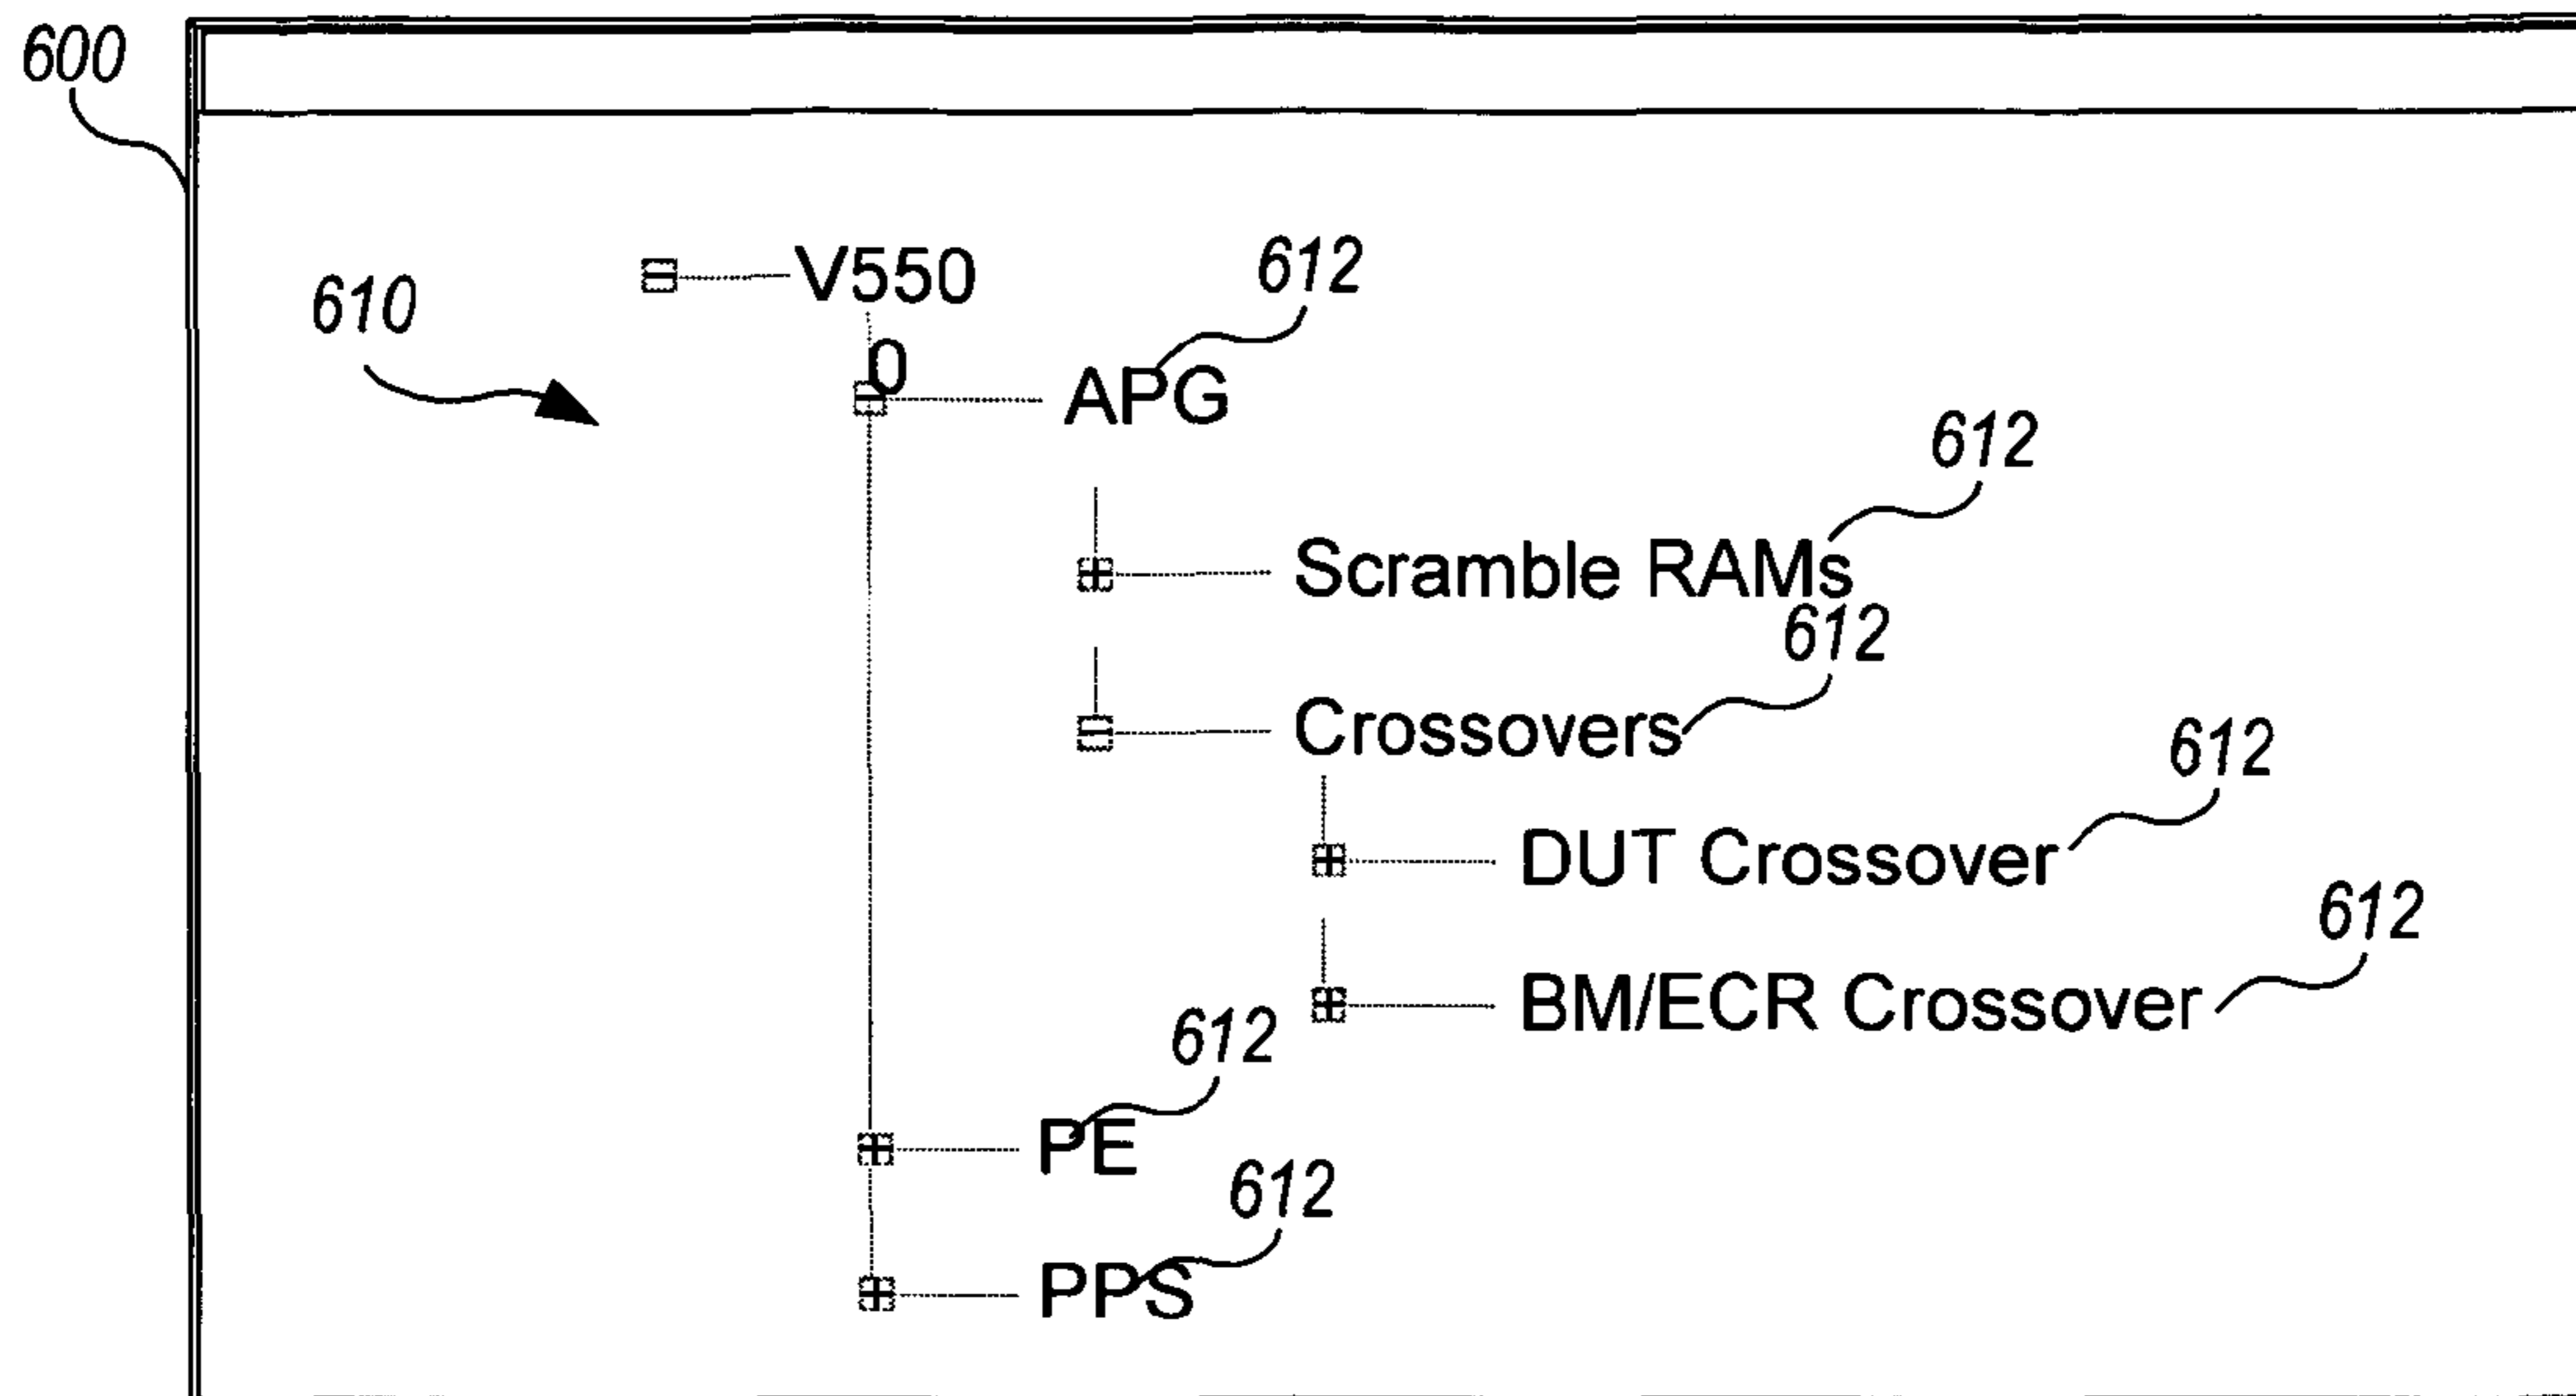 600
V550
612
610
0
APG
612
Scramble RAMs
612
Crossovers
612
DUT Crossover
612
BM/ECR Crossover
612
PE
612
PPS